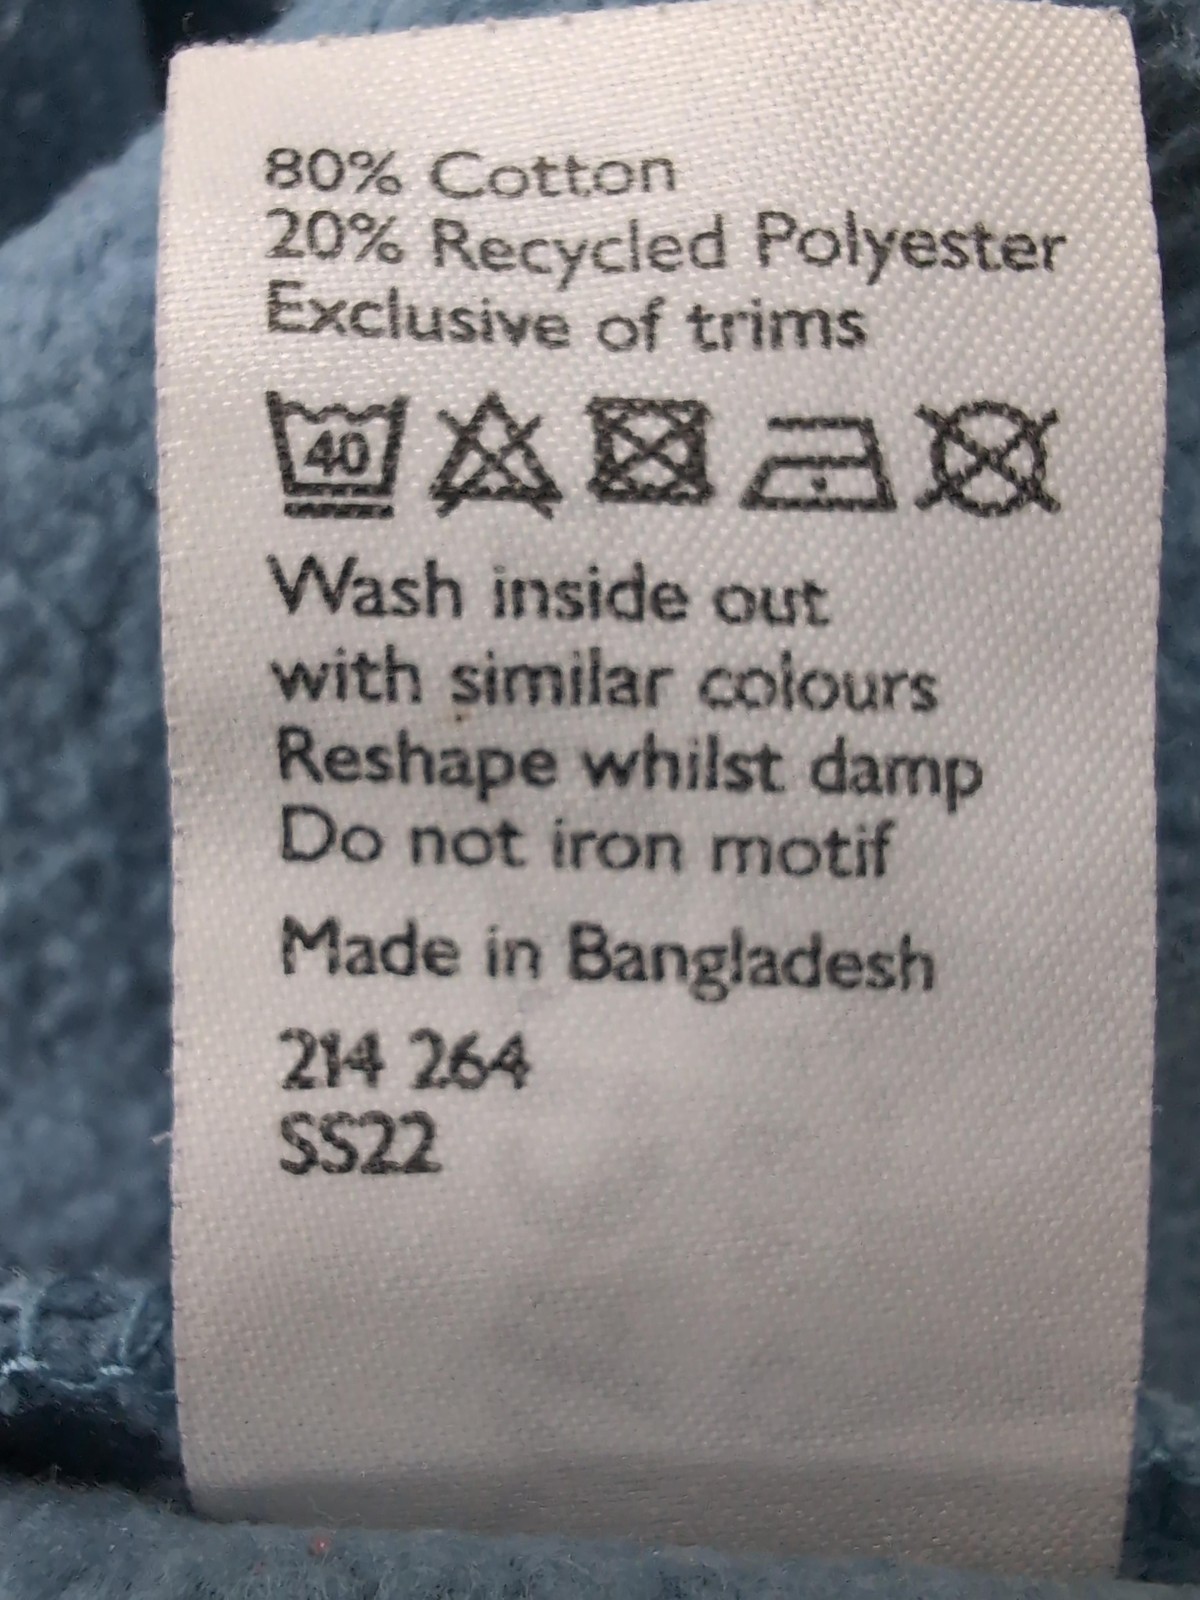 80% Cotton
20% Recycled Polyester
Exclusive of trims
40
Wash inside out
with similar colours
Reshape whilst damp
Do not iron motif
Made in Bangladesh
214 264
SS22